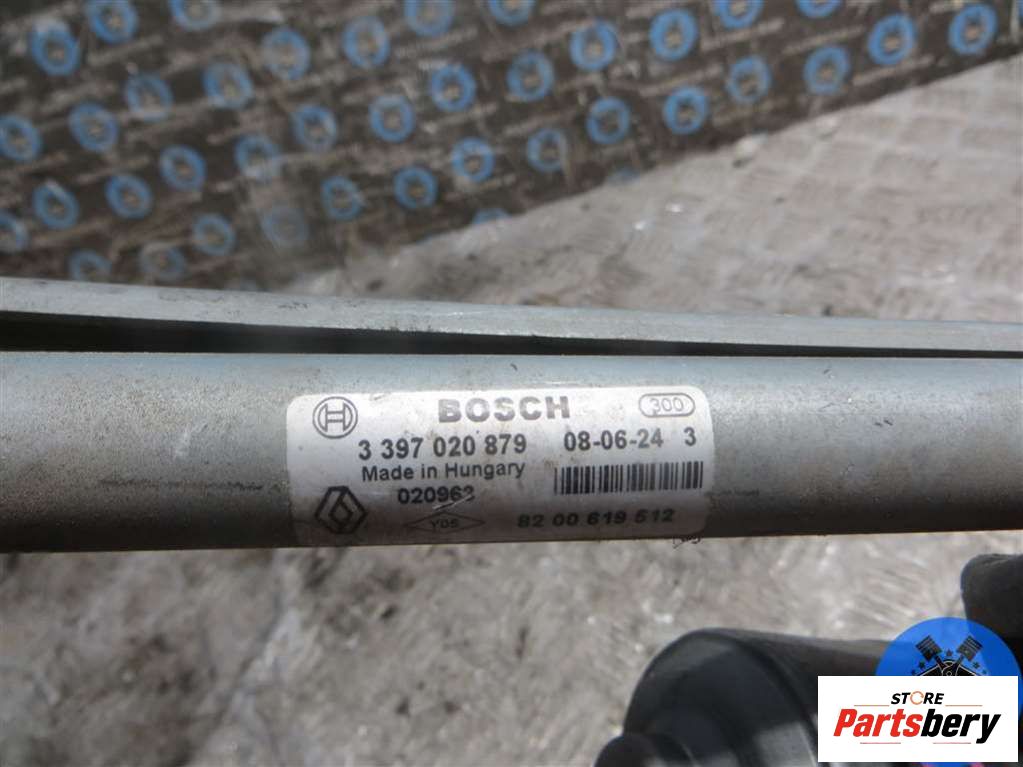 BOSCH 300
3 397 020 879 08-06-24 3
Made in Hungary
020963
Y05 82 00 619 512
STORE
Partsbery